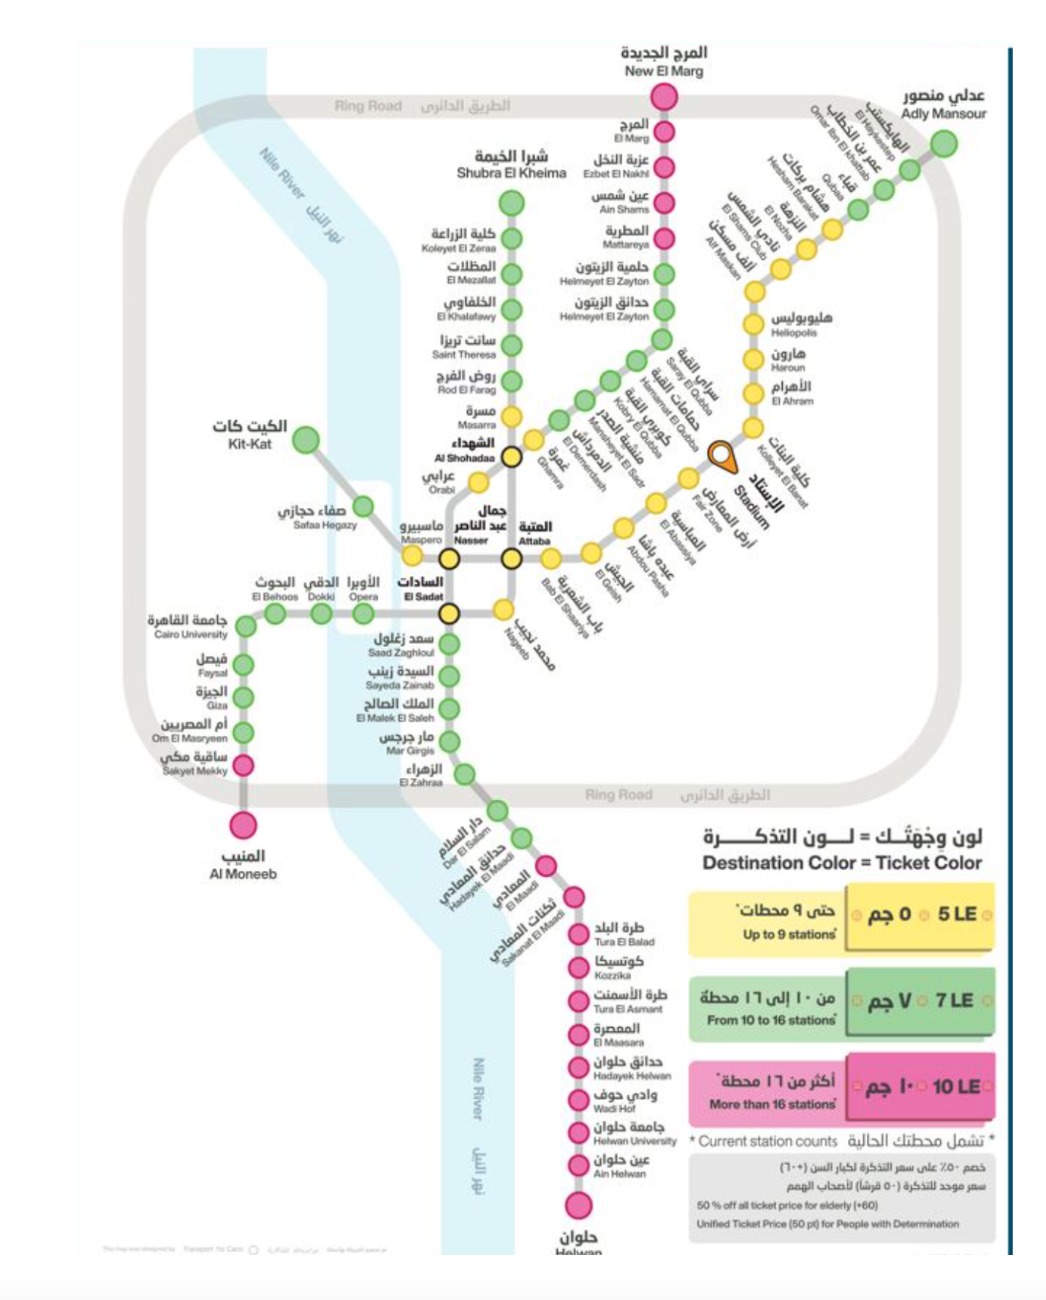 المرج الجديدة
New El Marg
عدلي منصور
Adly Mansour
Ring Road الطريق الدائرى
المرج
El Marg
الهايكستب
El Haykestep
عمر بن الخطاب
Omar Ibn El khattab
قباء
Qubaa
هشام بركات
Hesham Barakat
النزهة
El Nozha
نادي الشمس
El Shams Club
ألف مسكن
Alf Maskan
شبرا الخيمة
Shubra El Kheima
عزبة النخل
Ezbet El Nakhl
عين شمس
Ain Shams
المطرية
Mattareya
Nile River نهر النيل
كلية الزراعة
Koleyet El Zeraa
المظلات
El Mezallat
الخلفاوي
El Khalafawy
سانت تريزا
Saint Theresa
روض الفرج
Rod El Farag
مسرة
Masarra
الشهداء
Al Shohadaa
حلمية الزيتون
Helmeyet El Zayton
حدائق الزيتون
Helmeyet El Zayton
سراي القبة
Saray El Qubba
حمامات القبة
Hamamat El Qubba
كوبري القبة
Kobry El Qubba
منشية الصدر
Mansheyet El Sadr
الدمرداش
El Demerdash
غمرة
Ghamra
هليوبوليس
Heliopolis
هارون
Haroun
الأهرام
El Ahram
كلية البنات
Kolleyet El Banat
الإستاد
Stadium
أرض المعارض
Fair Zone
العباسية
El Abassiya
عبده باشا
Abdou Pasha
الجيش
El Geish
باب الشعرية
Bab El Shaariya
الكيت كات
Kit-Kat
صفاء حجازي
Safaa Hegazy
ماسبيرو
Maspero
عرابي
Orabi
جمال
عبد الناصر
Nasser
العتبة
Attaba
محمد نجيب
Nageeb
السادات
El Sadat
الأوبرا
Opera
الدقي
Dokki
البحوث
El Behoos
جامعة القاهرة
Cairo University
فيصل
Faysal
الجيزة
Giza
أم المصريين
Om El Masryeen
ساقية مكي
Sakyet Mekky
المنيب
Al Moneeb
سعد زغلول
Saad Zaghloul
السيدة زينب
Sayeda Zainab
الملك الصالح
El Malek El Saleh
مار جرجس
Mar Girgis
الزهراء
El Zahraa
Ring Road الطريق الدائرى
دار السلام
Dar El Salam
حدائق المعادي
Hadayek El Maadi
المعادي
El Maadi
ثكنات المعادي
Sakanat El Maadi
طرة البلد
Tura El Balad
كوتسيكا
Kozzika
طرة الأسمنت
Tura El Asmant
المعصرة
El Maasara
حدائق حلوان
Hadayek Helwan
وادي حوف
Wadi Hof
جامعة حلوان
Helwan University
عين حلوان
Ain Helwan
حلوان
Helwan
Nile River نهر النيل
لون وجْهَتَك = لـون التذكـرة
Destination Color = Ticket Color
حتى ٩ محطات*
Up to 9 stations*
٥ جم 5 LE
من ١٠ إلى ١٦ محطة*
From 10 to 16 stations*
٧ جم 7 LE
أكثر من ١٦ محطة*
More than 16 stations*
١٠ جم 10 LE
* Current station counts تشمل محطتك الحالية *
خصم ٥٠٪ على سعر التذكرة لكبار السن (+٦٠)
سعر موحد للتذكرة (٥٠ قرشاً) لأصحاب الهمم
50 % off all ticket price for elderly (+60)
Unified Ticket Price (50 pt) for People with Determination
This map was designed by Transport for Cairo